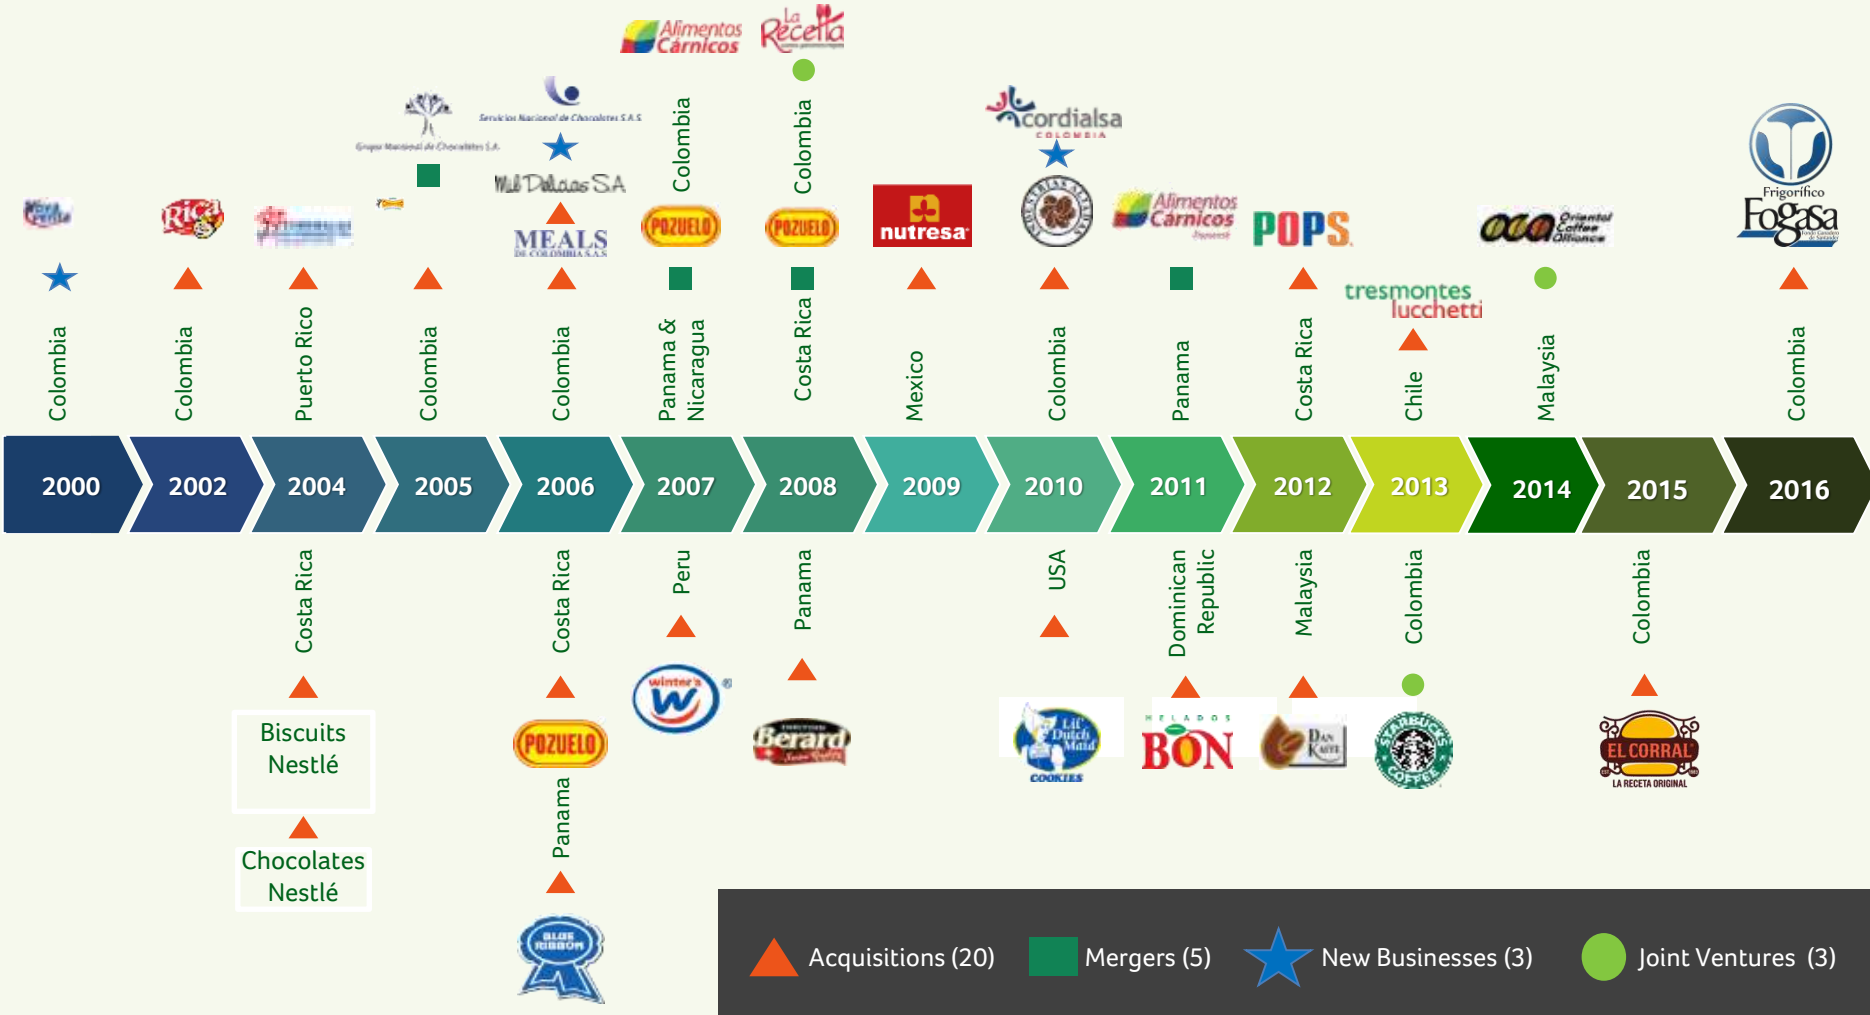 Alimentos
Cárnicos
La
Receta
Servicios Nacional de Chocolates S.A.S.
Grupo Nacional de Chocolates S.A.
Mil Delicias S.A
MEALS
DE COLOMBIA S.A.S
cordialsa
COLOMBIA
Rica
POZUELO
POZUELO
nutresa
Alimentos
Cárnicos
POPS
tresmontes
lucchetti
Oriental
Coffee
Alliance
Frigorífico
Fogasa
Colombia
Colombia
Puerto Rico
Colombia
Colombia
Colombia
Panama &
Nicaragua
Colombia
Costa Rica
Mexico
Colombia
Panama
Costa Rica
Chile
Malaysia
Colombia
2000
2002
2004
2005
2006
2007
2008
2009
2010
2011
2012
2013
2014
2015
2016
Costa Rica
Biscuits
Nestlé
Chocolates
Nestlé
Costa Rica
POZUELO
Panama
BLUE
RIBBON
Peru
winter's
W
®
Panama
Berard
USA
Lil'
Dutch
Maid
COOKIES
Dominican
Republic
HELADOS
BON
Malaysia
DAN
KAFFE
Colombia
STARBUCKS
COFFEE
Colombia
EL CORRAL
LA RECETA ORIGINAL
Acquisitions (20)
Mergers (5)
New Businesses (3)
Joint Ventures (3)